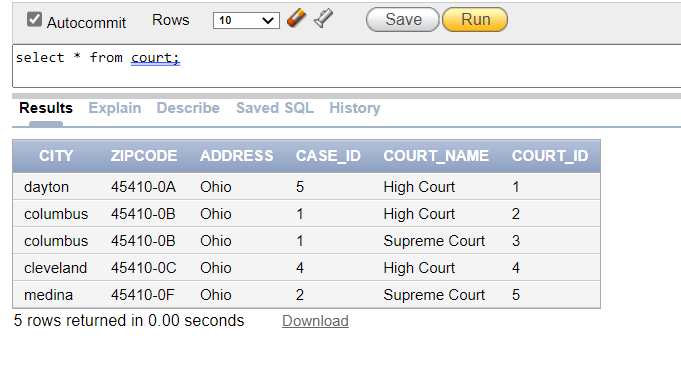 Autocommit Rows 10 Save Run
select * from court;
Results Explain Describe Saved SQL History
CITY ZIPCODE ADDRESS CASE_ID COURT_NAME COURT_ID
dayton 45410-0A Ohio 5 High Court 1
columbus 45410-0B Ohio 1 High Court 2
columbus 45410-0B Ohio 1 Supreme Court 3
cleveland 45410-0C Ohio 4 High Court 4
medina 45410-0F Ohio 2 Supreme Court 5
5 rows returned in 0.00 seconds Download